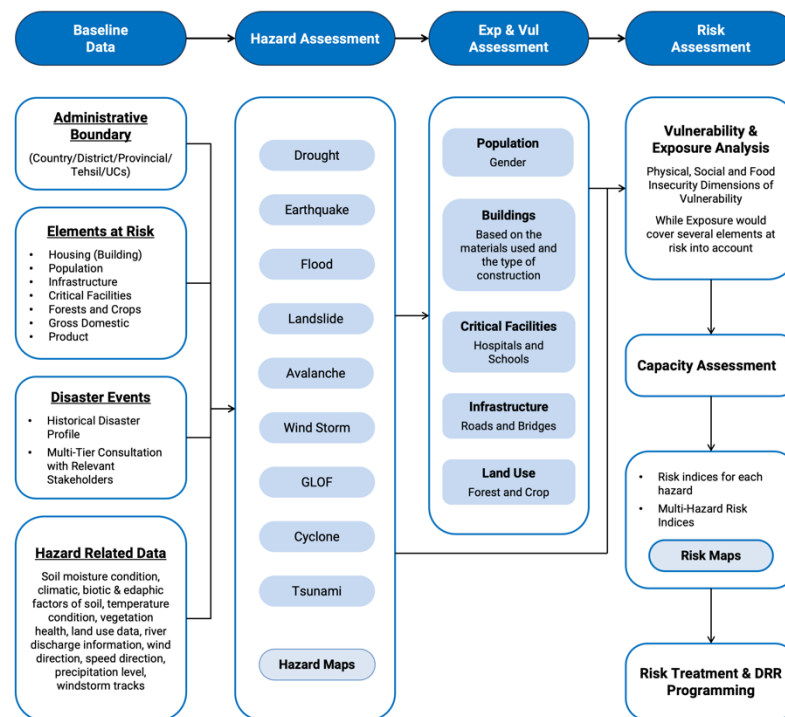 Baseline
Data
Hazard Assessment
Exp & Vul
Assessment
Risk
Assessment
Administrative
Boundary
(Country/District/Provincial/
Tehsil/UCs)
Elements at Risk
• Housing (Building)
• Population
• Infrastructure
• Critical Facilities
• Forests and Crops
• Gross Domestic
• Product
Disaster Events
• Historical Disaster
Profile
• Multi-Tier Consultation
with Relevant
Stakeholders
Hazard Related Data
Soil moisture condition,
climatic, biotic & edaphic
factors of soil, temperature
condition, vegetation
health, land use data, river
discharge information, wind
direction, speed direction,
precipitation level,
windstorm tracks
Drought
Earthquake
Flood
Landslide
Avalanche
Wind Storm
GLOF
Cyclone
Tsunami
Hazard Maps
Population
Gender
Buildings
Based on the
materials used and
the type of
construction
Critical Facilities
Hospitals and
Schools
Infrastructure
Roads and Bridges
Land Use
Forest and Crop
Vulnerability &
Exposure Analysis
Physical, Social and Food
Insecurity Dimensions of
Vulnerability
While Exposure would
cover several elements at
risk into account
Capacity Assessment
• Risk indices for each
hazard
• Multi-Hazard Risk
Indices
Risk Maps
Risk Treatment & DRR
Programming